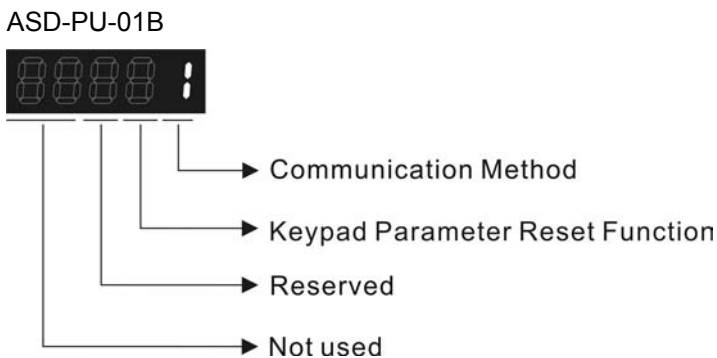 ASD-PU-01B
1
Communication Method
Keypad Parameter Reset Function
Reserved
Not used